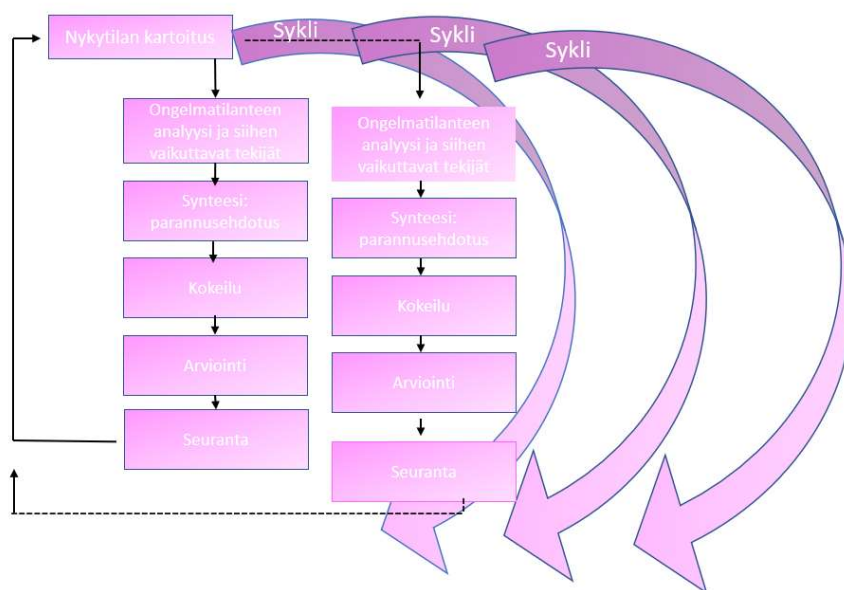 Nykytilan kartoitus
Sykli
Sykli
Sykli
Ongelmatilanteen
analyysi ja siihen
vaikuttavat tekijät
Synteesi:
parannusehdotus
Kokeilu
Arviointi
Seuranta
Ongelmatilanteen
analyysi ja siihen
vaikuttavat tekijät
Synteesi:
parannusehdotus
Kokeilu
Arviointi
Seuranta